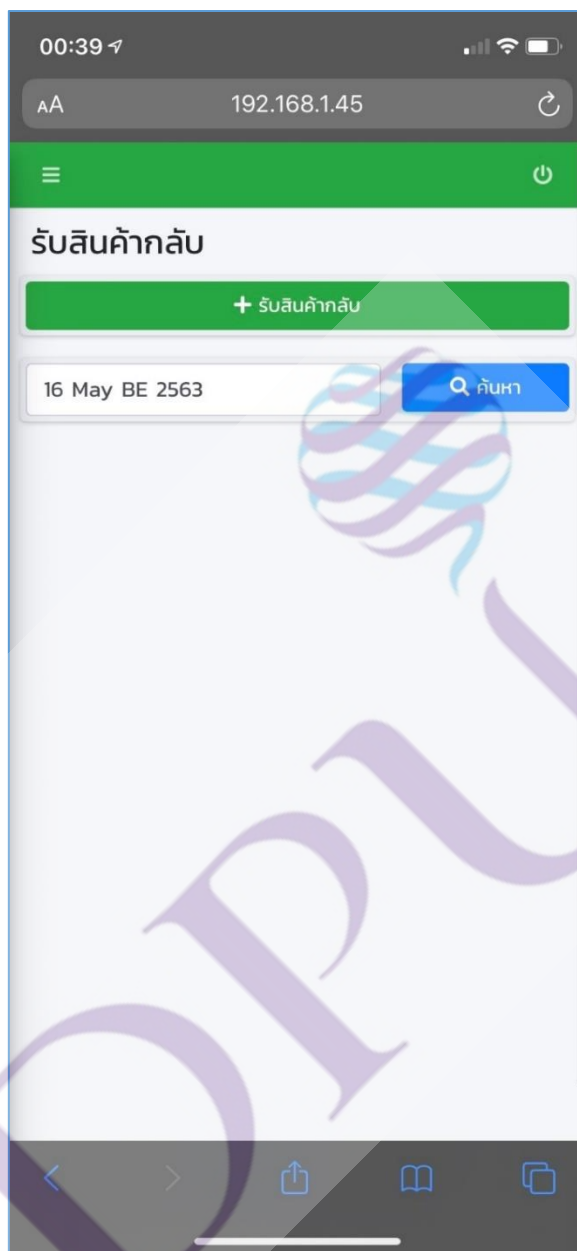 00:39
AA 192.168.1.45
รับสินค้ากลับ
+ รับสินค้ากลับ
16 May BE 2563 ค้นหา
DPU